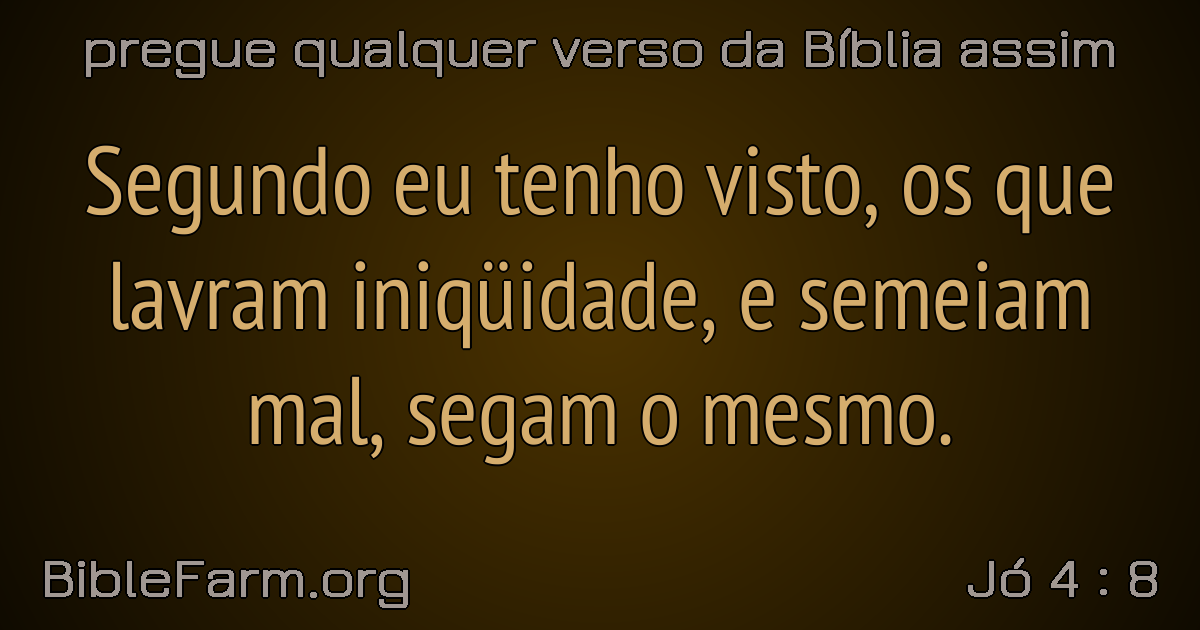 pregue qualquer verso da Bíblia assim
Segundo eu tenho visto, os que
lavram iniqüidade, e semeiam
mal, segam o mesmo.
BibleFarm.org
Jó 4 : 8